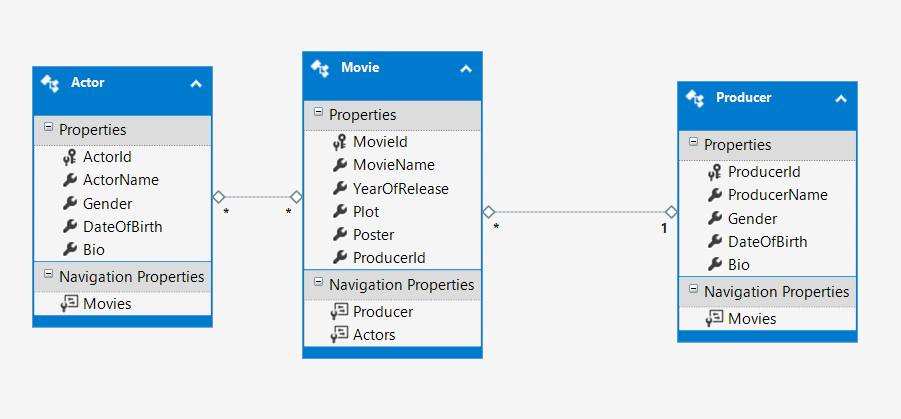 Actor
Properties
ActorId
ActorName
Gender
DateOfBirth
Bio
Navigation Properties
Movies
*
*
Movie
Properties
MovieId
MovieName
YearOfRelease
Plot
Poster
ProducerId
Navigation Properties
Producer
Actors
*
1
Producer
Properties
ProducerId
ProducerName
Gender
DateOfBirth
Bio
Navigation Properties
Movies